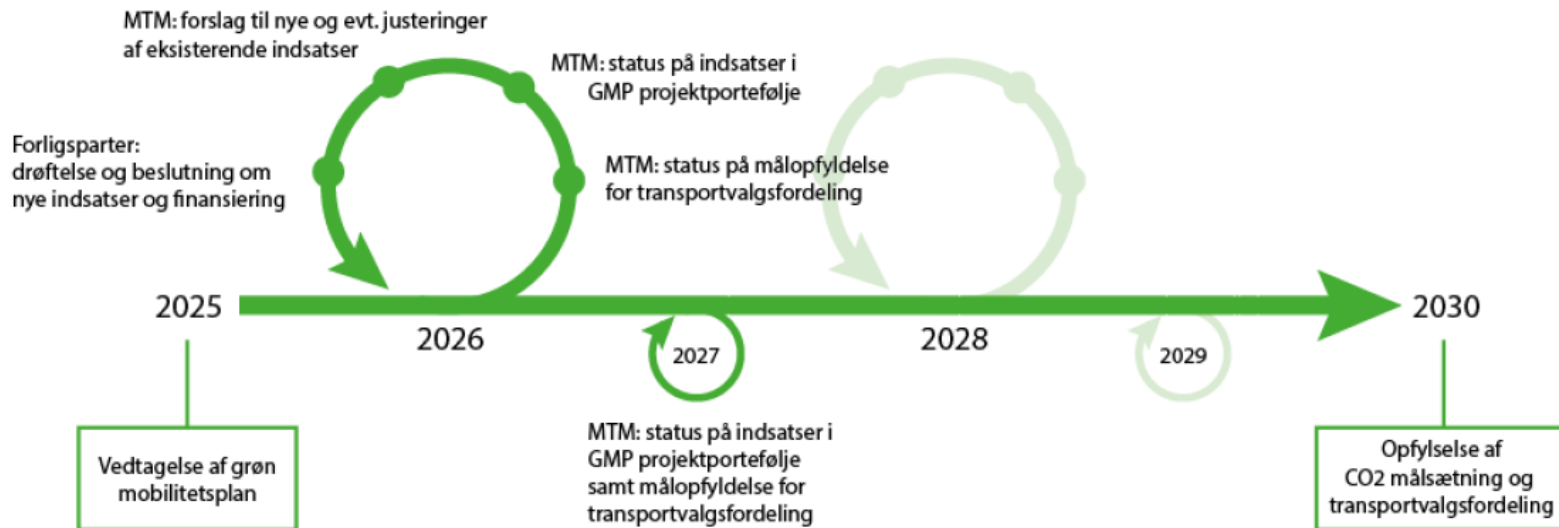 MTM: forslag til nye og evt. justeringer
af eksisterende indsatser
MTM: status på indsatser i
GMP projektportefølje
Forligsparter:
drøftelse og beslutning om
nye indsatser og finansiering
MTM: status på målopfyldelse
for transportvalgsfordeling
2025
2026
2027
2028
2029
2030
Vedtagelse af grøn
mobilitetsplan
MTM: status på indsatser i
GMP projektportefølje
samt målopfyldelse for
transportvalgsfordeling
Opfylselse af
CO2 målsætning og
transportvalgsfordeling